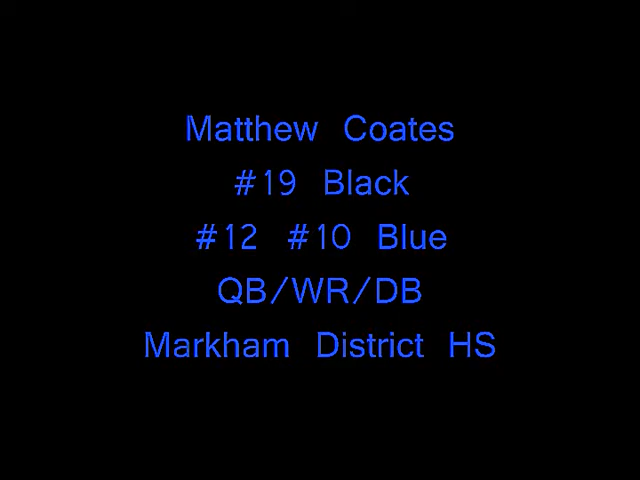 Matthew Coates
#19 Black
#12 #10 Blue
QB/WR/DB
Markham District HS